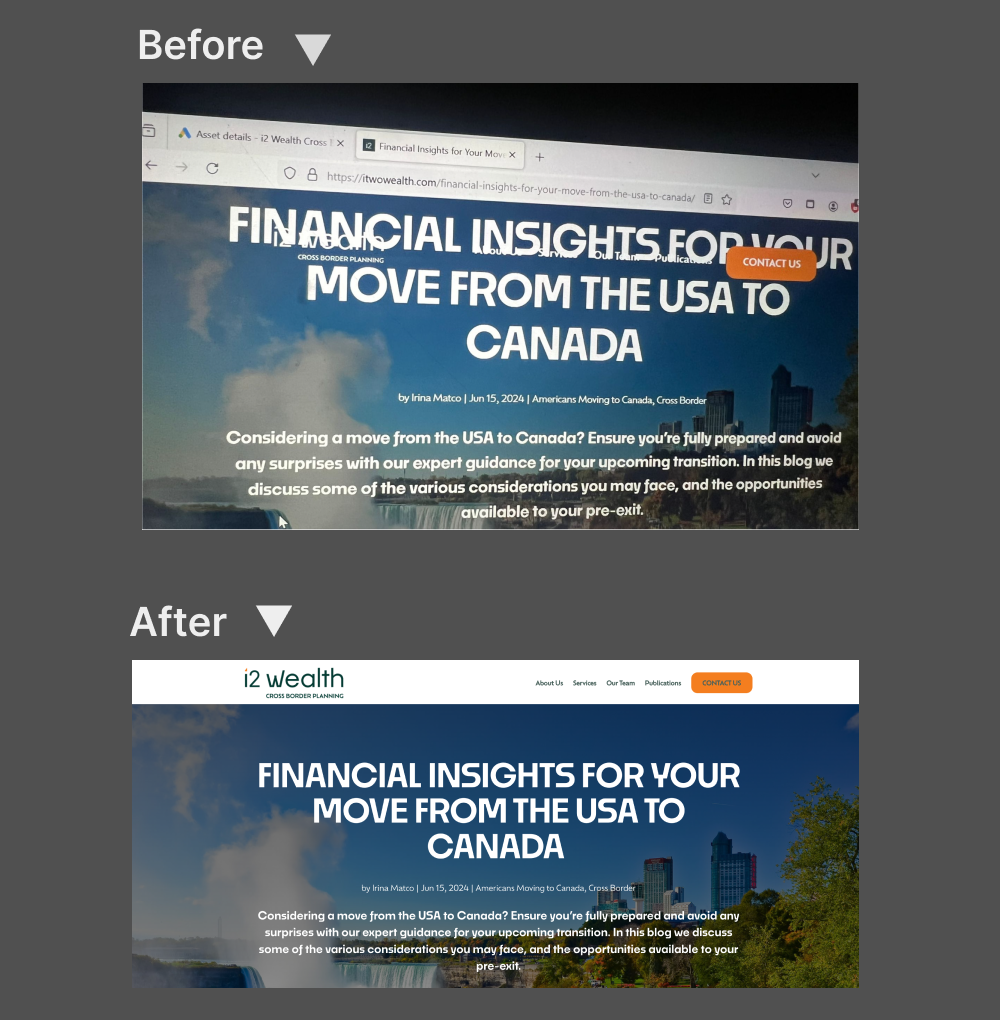 Before
Asset details - i2 Wealth Cross
Financial Insights for Your Mov
https://itwowealth.com/financial-insights-for-your-move-from-the-usa-to-canada/
FINANCIAL INSIGHTS FOR YOUR
i2 wealth
CROSS BORDER PLANNING
About Us Services Our Team Publications
CONTACT US
MOVE FROM THE USA TO
CANADA
by Irina Matco | Jun 15, 2024 | Americans Moving to Canada, Cross Border
Considering a move from the USA to Canada? Ensure you're fully prepared and avoid
any surprises with our expert guidance for your upcoming transition. In this blog we
discuss some of the various considerations you may face, and the opportunities
available to your pre-exit.
After
i2 wealth
CROSS BORDER PLANNING
About Us Services Our Team Publications CONTACT US
FINANCIAL INSIGHTS FOR YOUR
MOVE FROM THE USA TO
CANADA
by Irina Matco | Jun 15, 2024 | Americans Moving to Canada, Cross Border
Considering a move from the USA to Canada? Ensure you're fully prepared and avoid any
surprises with our expert guidance for your upcoming transition. In this blog we discuss
some of the various considerations you may face, and the opportunities available to your
pre-exit.